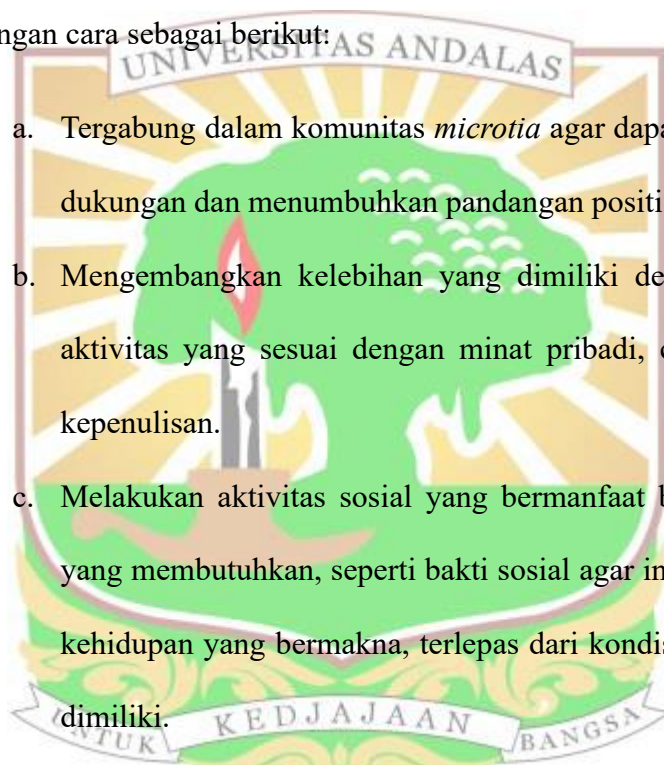 ngan cara sebagai berikut:
UNIVERSITAS ANDALAS
a. Tergabung dalam komunitas microtia agar dapa
dukungan dan menumbuhkan pandangan positi
b. Mengembangkan kelebihan yang dimiliki de
aktivitas yang sesuai dengan minat pribadi,
kepenulisan.
c. Melakukan aktivitas sosial yang bermanfaat b
yang membutuhkan, seperti bakti sosial agar in
kehidupan yang bermakna, terlepas dari kondis
dimiliki.
UNTUK KEDJAJAAN BANGSA